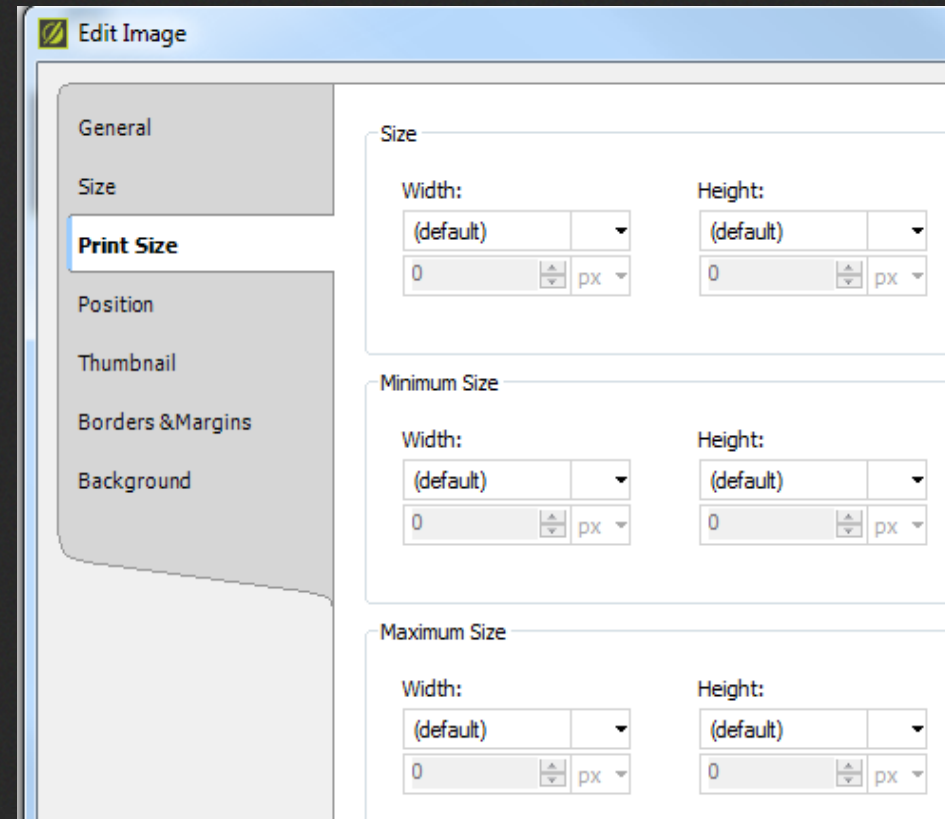 Edit Image
General
Size
Print Size
Position
Thumbnail
Borders &Margins
Background
Size
Width: Height:
(default) (default)
0 px 0 px
Minimum Size
Width: Height:
(default) (default)
0 px 0 px
Maximum Size
Width: Height:
(default) (default)
0 px 0 px